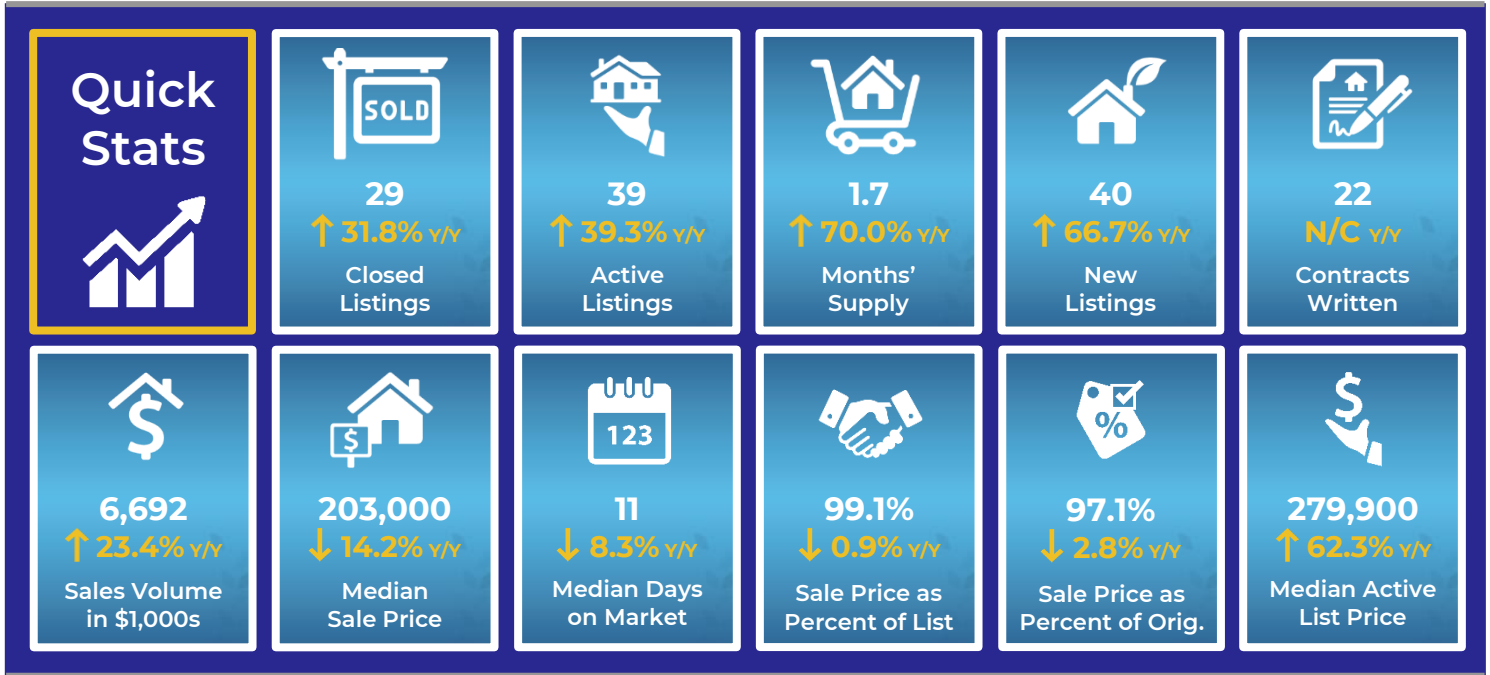 Quick
Stats
SOLD
29
↑ 31.8% Y/Y
Closed
Listings
39
↑ 39.3% Y/Y
Active
Listings
1.7
↑ 70.0% Y/Y
Months’
Supply
40
↑ 66.7% Y/Y
New
Listings
22
N/C Y/Y
Contracts
Written
$
6,692
↑ 23.4% Y/Y
Sales Volume
in $1,000s
$
203,000
↓ 14.2% Y/Y
Median
Sale Price
123
11
↓ 8.3% Y/Y
Median Days
on Market
99.1%
↓ 0.9% Y/Y
Sale Price as
Percent of List
%
97.1%
↓ 2.8% Y/Y
Sale Price as
Percent of Orig.
$
279,900
↑ 62.3% Y/Y
Median Active
List Price